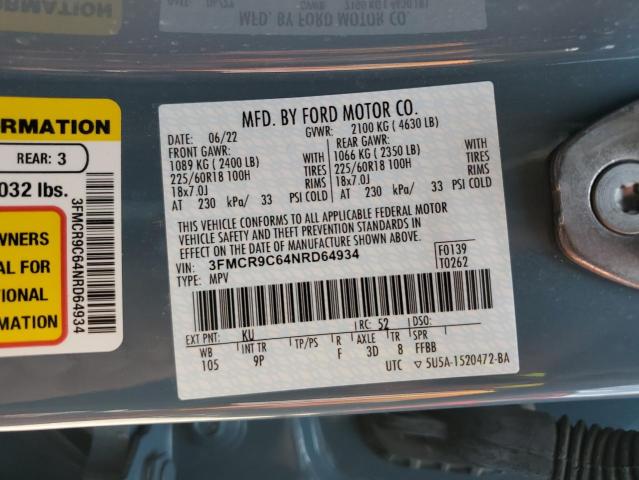 FORMATION
MFD. BY FORD MOTOR CO.
ORMATION
REAR: 3
032 lbs.
WNERS
AL FOR
TIONAL
RMATION
3FMCR9C64NRD64934
MFD. BY FORD MOTOR CO.
DATE: 06/22 GVWR: 2100 KG ( 4630 LB)
FRONT GAWR: REAR GAWR:
1089 KG ( 2400 LB) 1066 KG ( 2350 LB)
225/60R18 100H TIRES 225/60R18 100H TIRES
18x7.0J RIMS 18x7.0J RIMS
AT 230 kPa/ 33 PSI COLD AT 230 kPa/ 33 PSI COLD
THIS VEHICLE CONFORMS TO ALL APPLICABLE FEDERAL MOTOR
VEHICLE SAFETY AND THEFT PREVENTION STANDARDS IN EFFECT
ON THE DATE OF MANUFACTURE SHOWN ABOVE.
VIN: 3FMCR9C64NRD64934 F0139
TYPE: MPV T0262
EXT PNT: KU RC: 52 DSO:
WB INT TR TP/PS R AXLE TR SPR
105 9P F 3D 8 FFBB
UTC ▽ 5U5A-1520472-BA